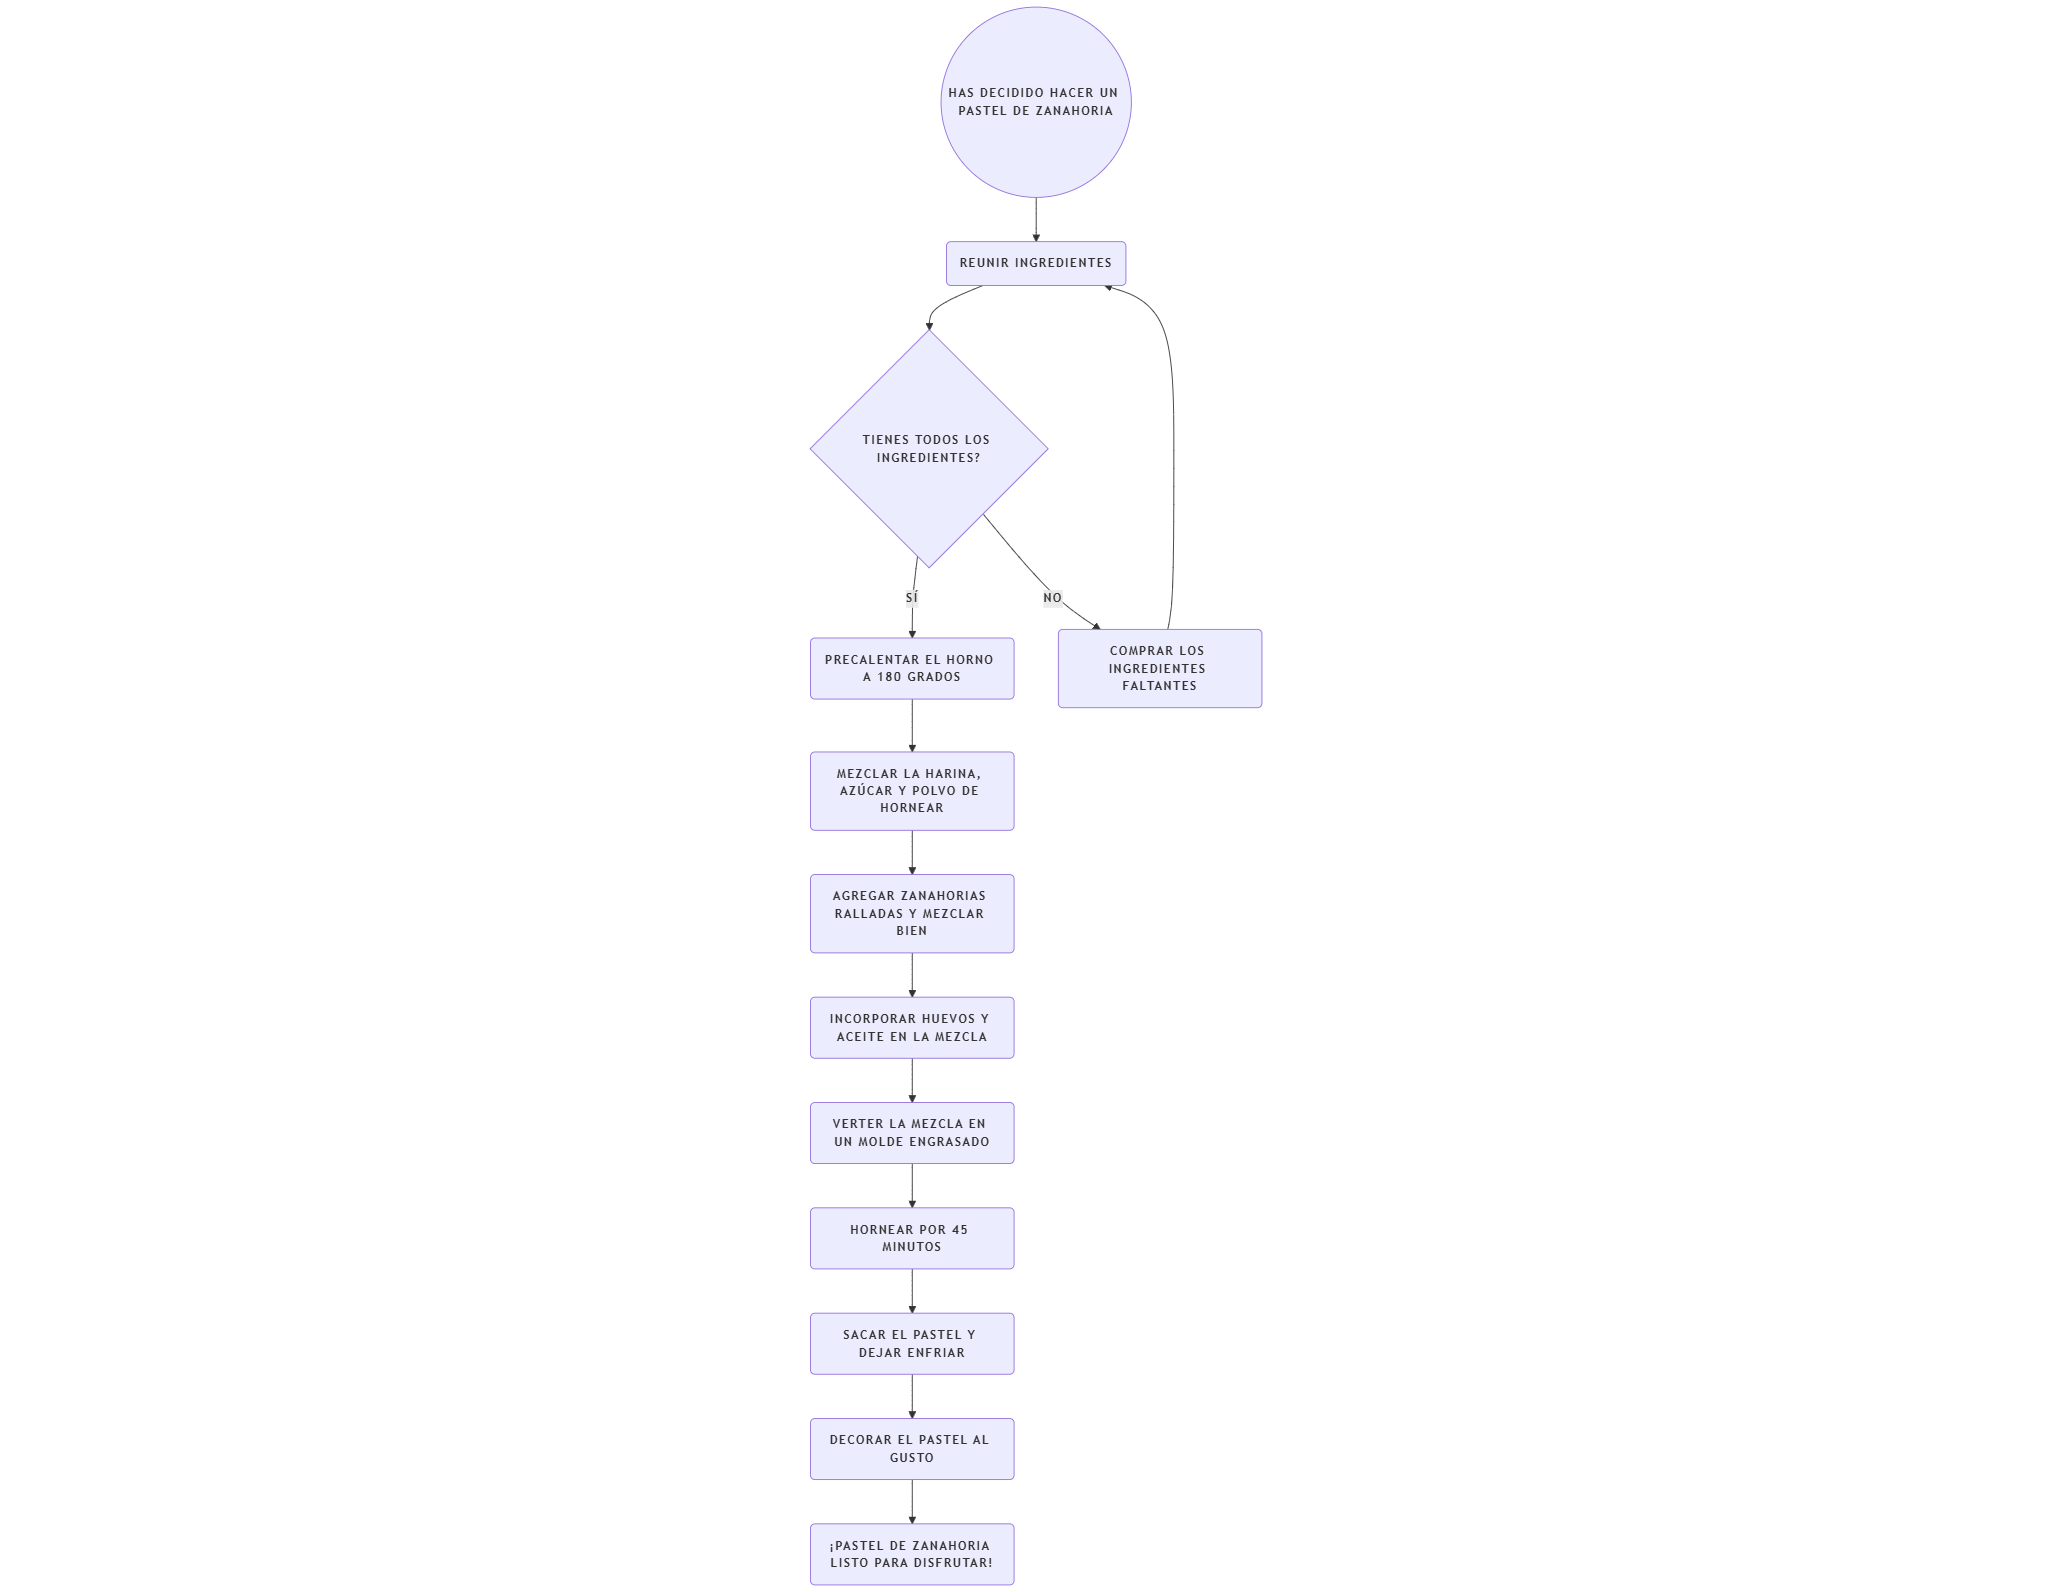 HAS DECIDIDO HACER UN
PASTEL DE ZANAHORIA
REUNIR INGREDIENTES
TIENES TODOS LOS
INGREDIENTES?
SÍ
NO
PRECALENTAR EL HORNO
A 180 GRADOS
COMPRAR LOS
INGREDIENTES
FALTANTES
MEZCLAR LA HARINA,
AZÚCAR Y POLVO DE
HORNEAR
AGREGAR ZANAHORIAS
RALLADAS Y MEZCLAR
BIEN
INCORPORAR HUEVOS Y
ACEITE EN LA MEZCLA
VERTER LA MEZCLA EN
UN MOLDE ENGRASADO
HORNEAR POR 45
MINUTOS
SACAR EL PASTEL Y
DEJAR ENFRIAR
DECORAR EL PASTEL AL
GUSTO
¡PASTEL DE ZANAHORIA
LISTO PARA DISFRUTAR!